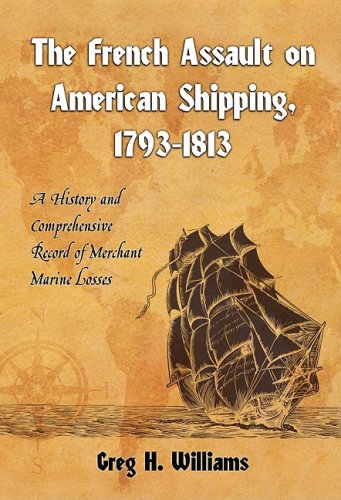 The French Assault on
American Shipping,
1793-1813
A History and
Comprehensive
Record of Merchant
Marine Losses
N
E
S
Greg H. Williams